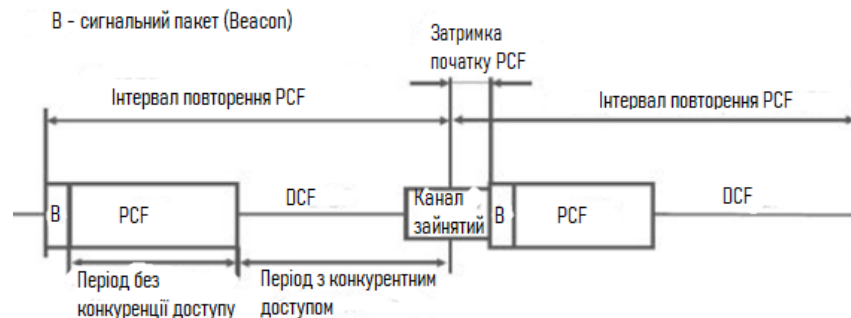 В - сигнальний пакет (Beacon)
Затримка
початку PCF
Інтервал повторення PCF
Інтервал повторення PCF
В
PCF
DCF
Канал
зайнятий
В
PCF
DCF
Період без
конкуренції доступу
Період з конкурентним
доступом